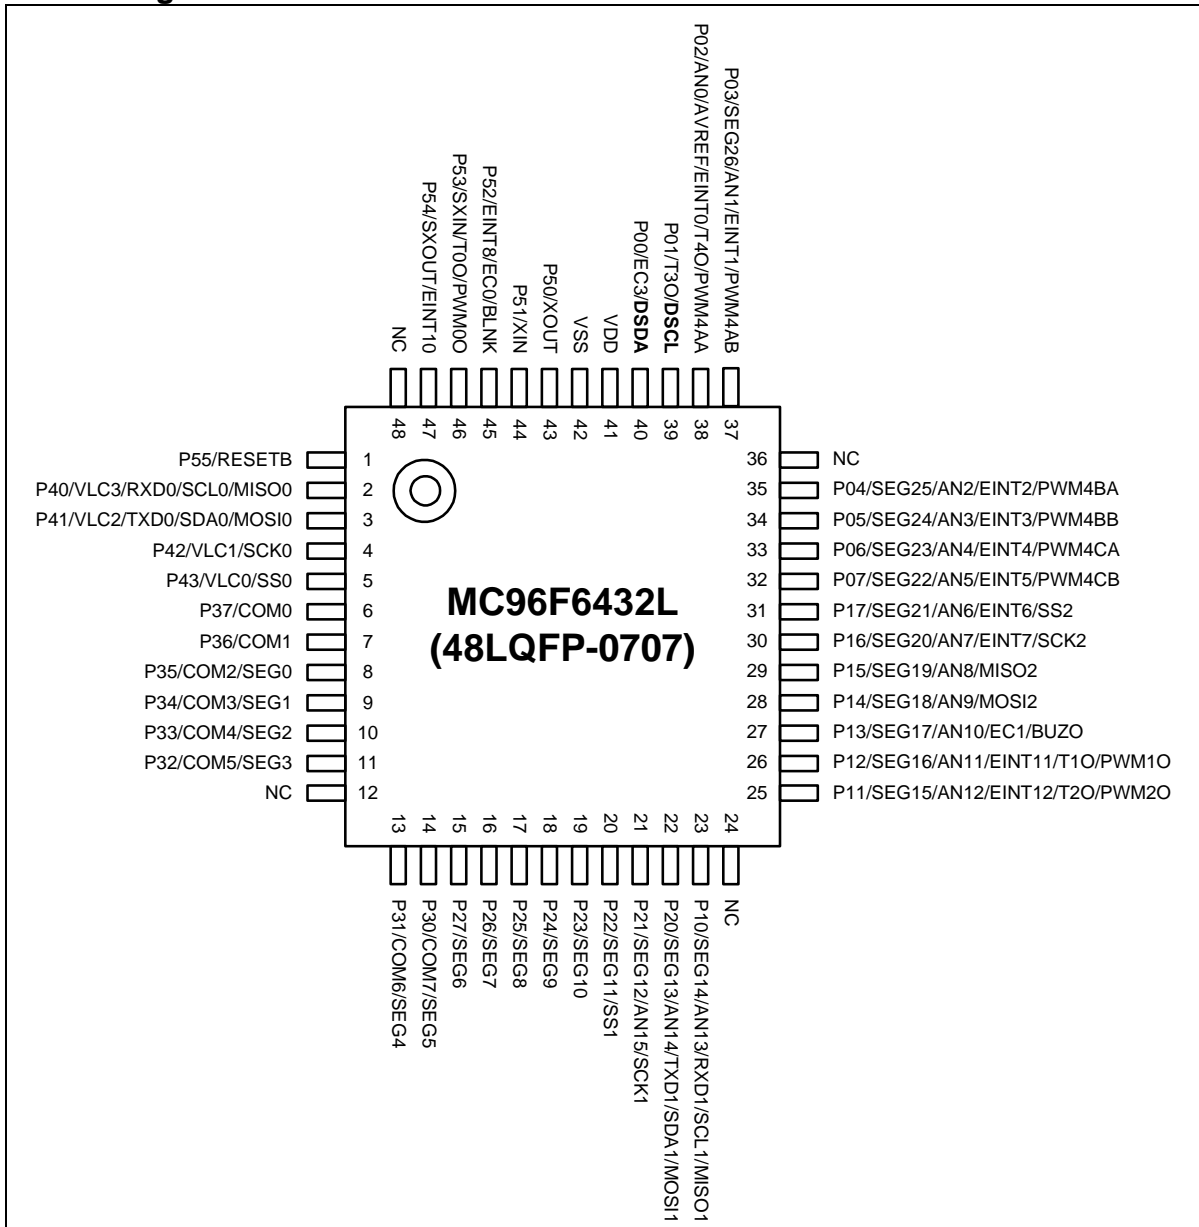 P02/AN0/AVREF/EINT0/T4O/PWM4AA
P03/SEG26/AN1/EINT1/PWM4AB
P53/SXIN/T0O/PWM0O
P54/SXOUT/EINT10
P52/EINT8/EC0/BLNK
P00/EC3/DSDA
P01/T3O/DSCL
P51/XIN
P50/XOUT
NC
VSS
VDD
48 47 46 45 44 43 42 41 40 39 38 37
P55/RESETB 1
36 NC
P40/VLC3/RXD0/SCL0/MISO0 2
35 P04/SEG25/AN2/EINT2/PWM4BA
P41/VLC2/TXD0/SDA0/MOSI0 3
34 P05/SEG24/AN3/EINT3/PWM4BB
P42/VLC1/SCK0 4
33 P06/SEG23/AN4/EINT4/PWM4CA
P43/VLC0/SS0 5
32 P07/SEG22/AN5/EINT5/PWM4CB
MC96F6432L
(48LQFP-0707)
P37/COM0 6
31 P17/SEG21/AN6/EINT6/SS2
P36/COM1 7
30 P16/SEG20/AN7/EINT7/SCK2
P35/COM2/SEG0 8
29 P15/SEG19/AN8/MISO2
P34/COM3/SEG1 9
28 P14/SEG18/AN9/MOSI2
P33/COM4/SEG2 10
27 P13/SEG17/AN10/EC1/BUZO
P32/COM5/SEG3 11
26 P12/SEG16/AN11/EINT11/T1O/PWM1O
NC 12
25 P11/SEG15/AN12/EINT12/T2O/PWM2O
13 14 15 16 17 18 19 20 21 22 23 24
P31/COM6/SEG4
P30/COM7/SEG5
P27/SEG6
P26/SEG7
P25/SEG8
P24/SEG9
P23/SEG10
P22/SEG11/SS1
P21/SEG12/AN15/SCK1
P20/SEG13/AN14/TXD1/SDA1/MOSI1
P10/SEG14/AN13/RXD1/SCL1/MISO1
NC